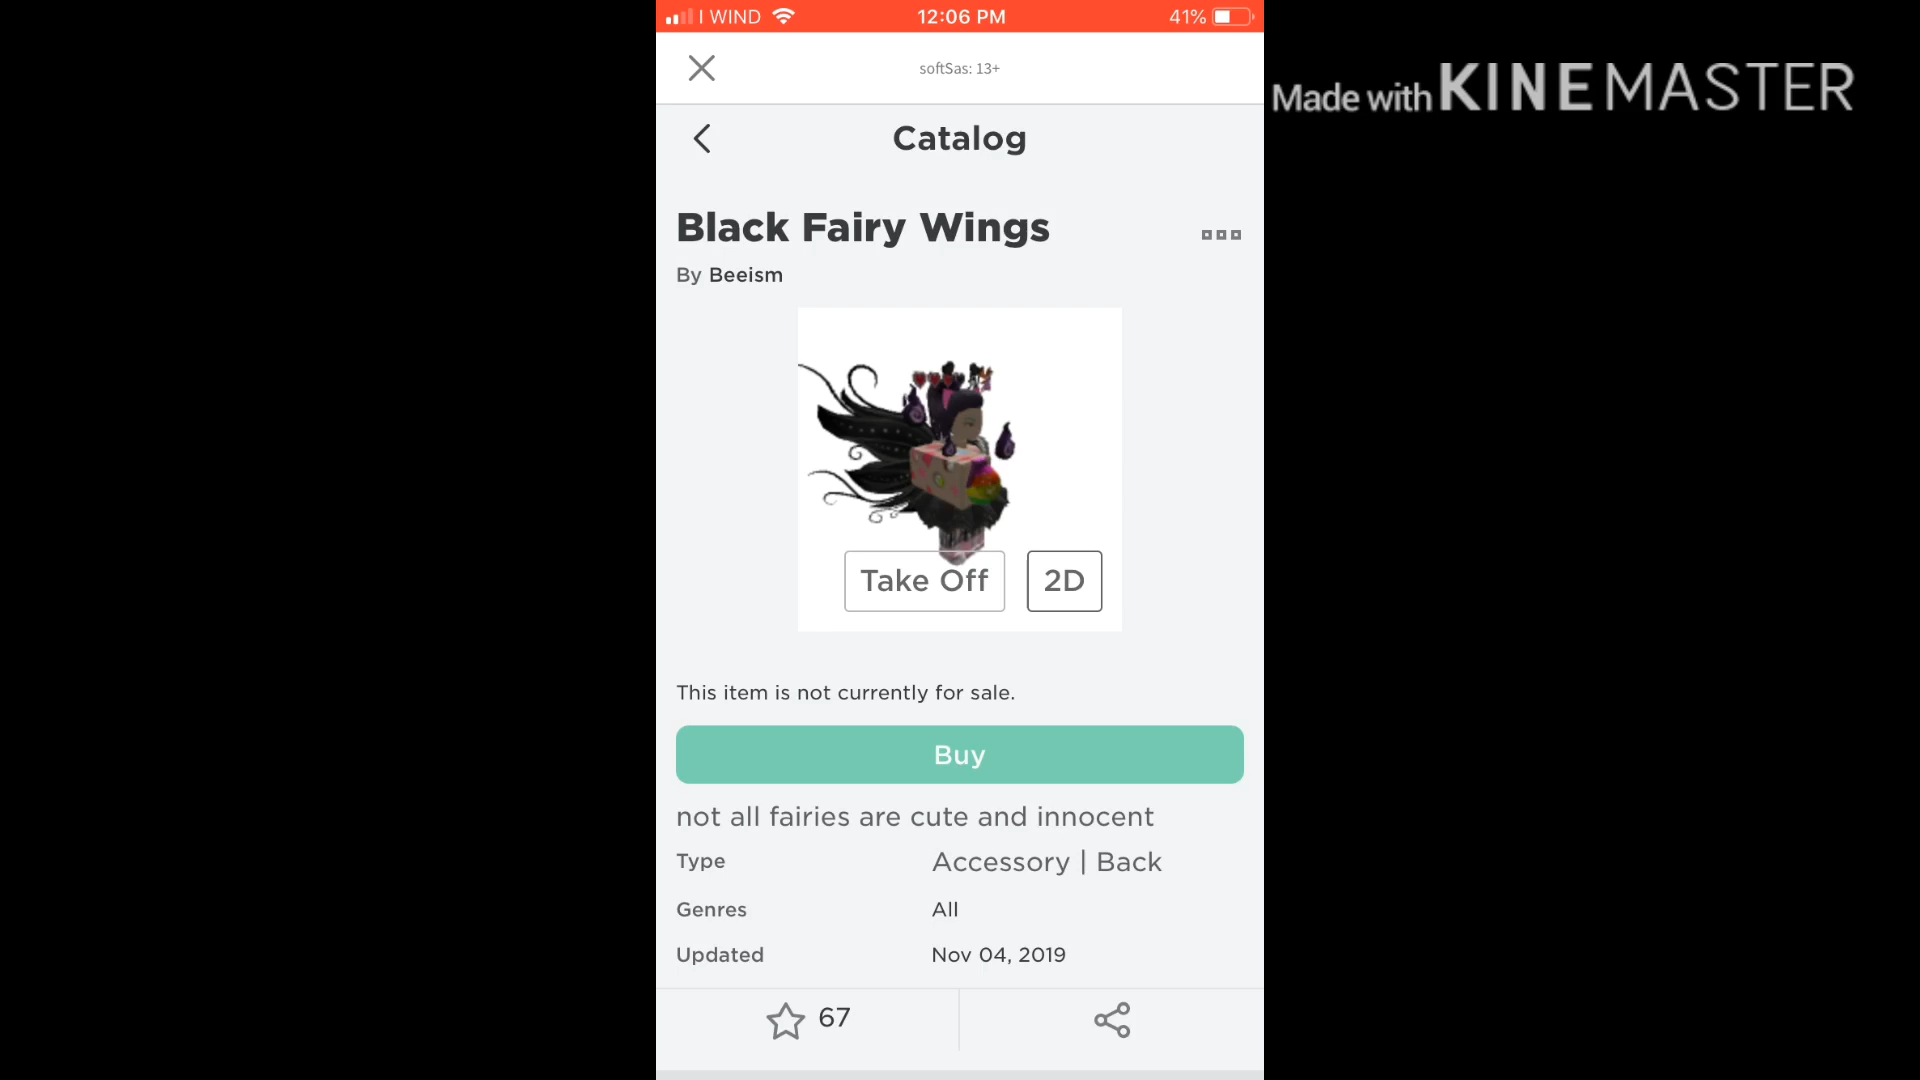 I WIND
12:06 PM
41%
softSas: 13+
Made with KINEMASTER
Catalog
Black Fairy Wings
By Beeism
Take Off
2D
This item is not currently for sale.
Buy
not all fairies are cute and innocent
Type
Accessory | Back
Genres
All
Updated
Nov 04, 2019
67